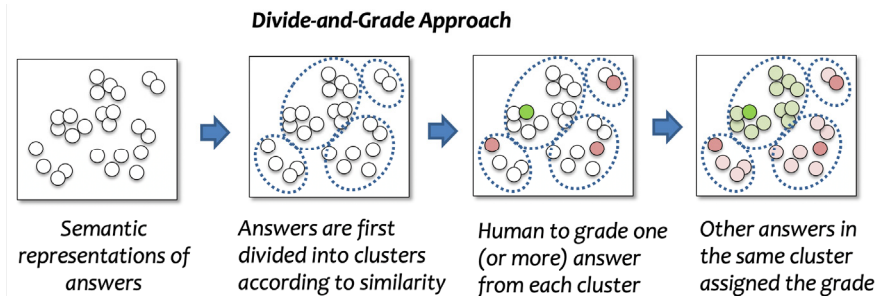 Divide-and-Grade Approach
Semantic
representations of
answers
Answers are first
divided into clusters
according to similarity
Human to grade one
(or more) answer
from each cluster
Other answers in
the same cluster
assigned the grade